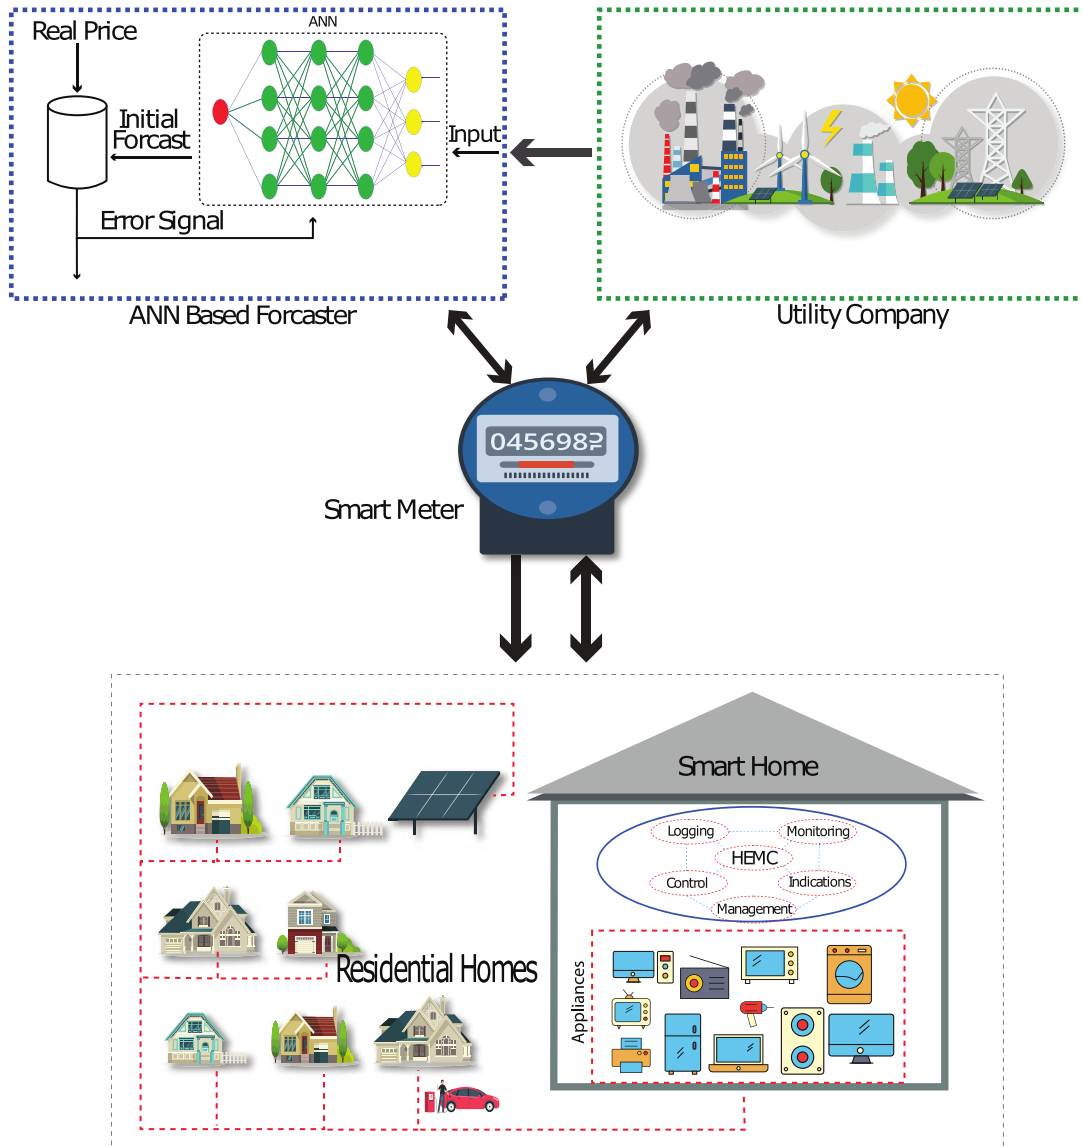 Real Price
ANN
Initial
Forcast
Input
Error Signal
ANN Based Forcaster
Utility Company
Smart Meter
Smart Home
Logging
Monitoring
HEMC
Control
Indications
Management
Appliances
Residential Homes